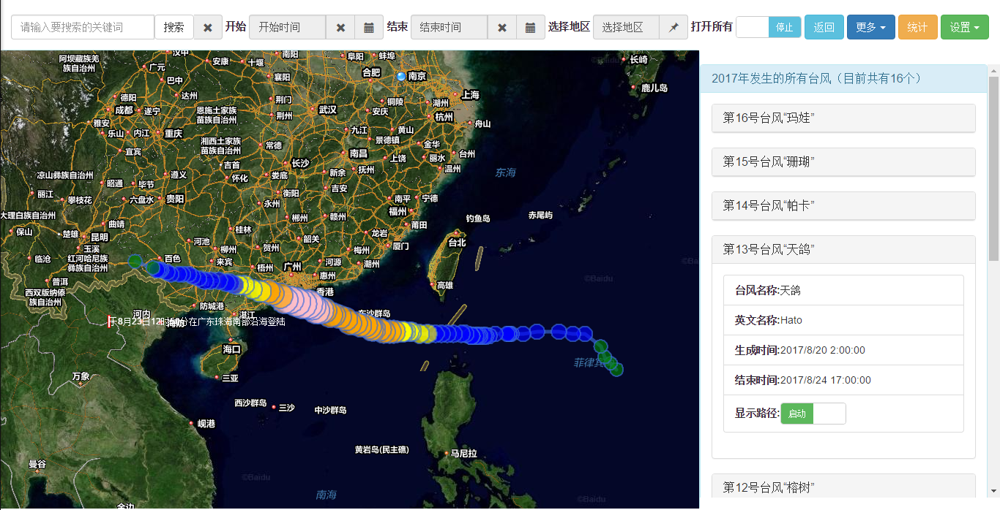 请输入要搜索的关键词 搜索 开始 开始时间 结束 结束时间 选择地区 选择地区 打开所有 停止 返回 更多 统计 设置
2017年发生的所有台风（目前共有16个）
第16号台风“玛娃”
第15号台风“珊瑚”
第14号台风“帕卡”
第13号台风“天鸽”
台风名称:天鸽
英文名称:Hato
生成时间:2017/8/20 2:00:00
结束时间:2017/8/24 17:00:00
显示路径: 启动
第12号台风“榕树”
阿坝藏族羌
族自治州
汉中
安康
十堰
南阳
阜阳
蚌埠
©Baidu
长崎
广元
巴中
襄阳
合肥
南京
鹿儿岛
德阳
达州
荆门
铜陵
湖州
上海
成都
遂宁
恩施土家族
苗族自治州
荆州
武汉
安庆
杭州
雅安
乐山
内江
重庆
九江
黄山
舟山
宜宾
湘西土家族
苗族自治州
常德
景德镇
金华
南昌
上饶
丽水
台州
吉首
长沙
抚州
温州
东海
凉山彝族自治州
昭通
毕节
遵义
怀化
娄底
新余
吉安
丽江
攀枝花
六盘水
贵阳
衡阳
永州
南平
宁德
大理白族自治州
郴州
赣州
福州
钓鱼岛
赤尾屿
保山
楚雄
昆明
曲靖
桂林
韶关
龙岩
莆田
玉溪
河池
柳州
贺州
梅州
厦门
台北
临沧
红河哈尼族
彝族自治州
百色
来宾
梧州
广州
河源
潮州
©Baidu
普洱
惠州
©Baidu
西双版纳傣
族自治州
香港
高雄
河内
防城港
湛江
东沙群岛
于8月23日12时50分在广东珠海南部沿海登陆
海防
海口
菲律宾
万象
三亚
西沙群岛
三沙
中沙群岛
岘港
黄岩岛(民主礁)
马尼拉
曼谷
©Baidu
南海
©Baidu
金边